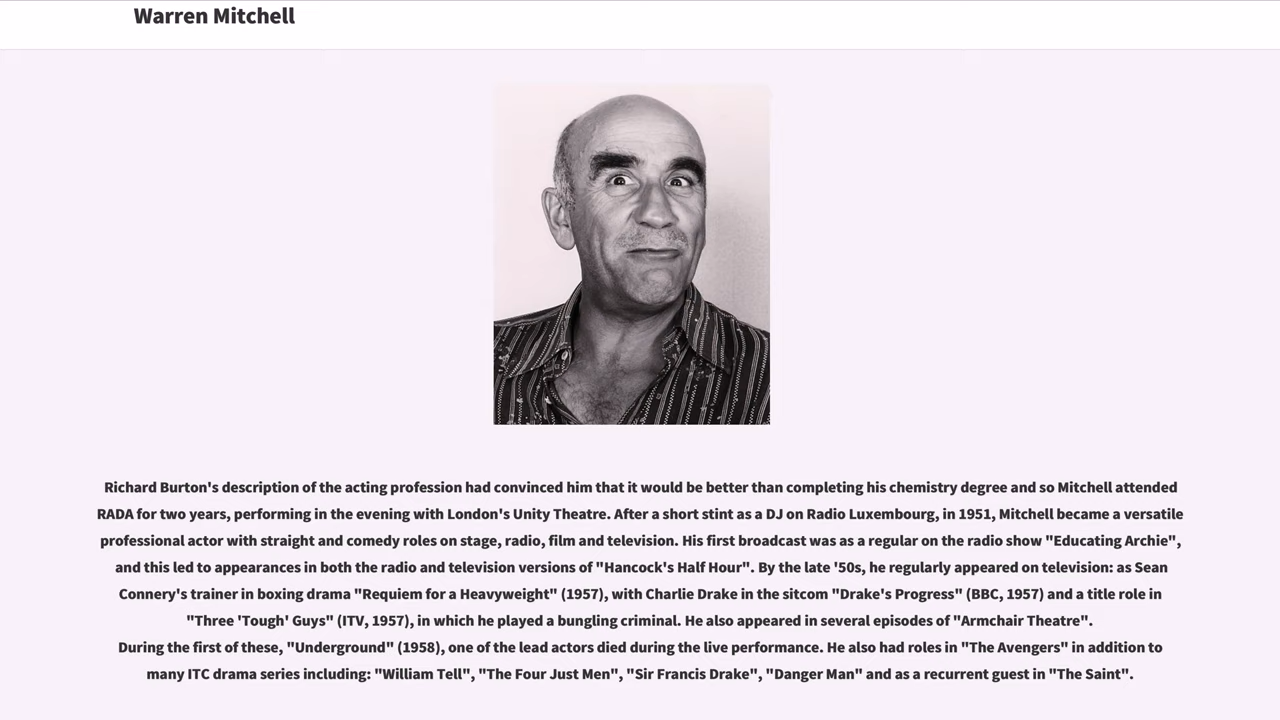 Warren Mitchell
Richard Burton's description of the acting profession had convinced him that it would be better than completing his chemistry degree and so Mitchell attended
RADA for two years, performing in the evening with London's Unity Theatre. After a short stint as a DJ on Radio Luxembourg, in 1951, Mitchell became a versatile
professional actor with straight and comedy roles on stage, radio, film and television. His first broadcast was as a regular on the radio show "Educating Archie",
and this led to appearances in both the radio and television versions of "Hancock's Half Hour". By the late '50s, he regularly appeared on television: as Sean
Connery's trainer in boxing drama "Requiem for a Heavyweight" (1957), with Charlie Drake in the sitcom "Drake's Progress" (BBC, 1957) and a title role in
"Three 'Tough' Guys" (ITV, 1957), in which he played a bungling criminal. He also appeared in several episodes of "Armchair Theatre".
During the first of these, "Underground" (1958), one of the lead actors died during the live performance. He also had roles in "The Avengers" in addition to
many ITC drama series including: "William Tell", "The Four Just Men", "Sir Francis Drake", "Danger Man" and as a recurrent guest in "The Saint".